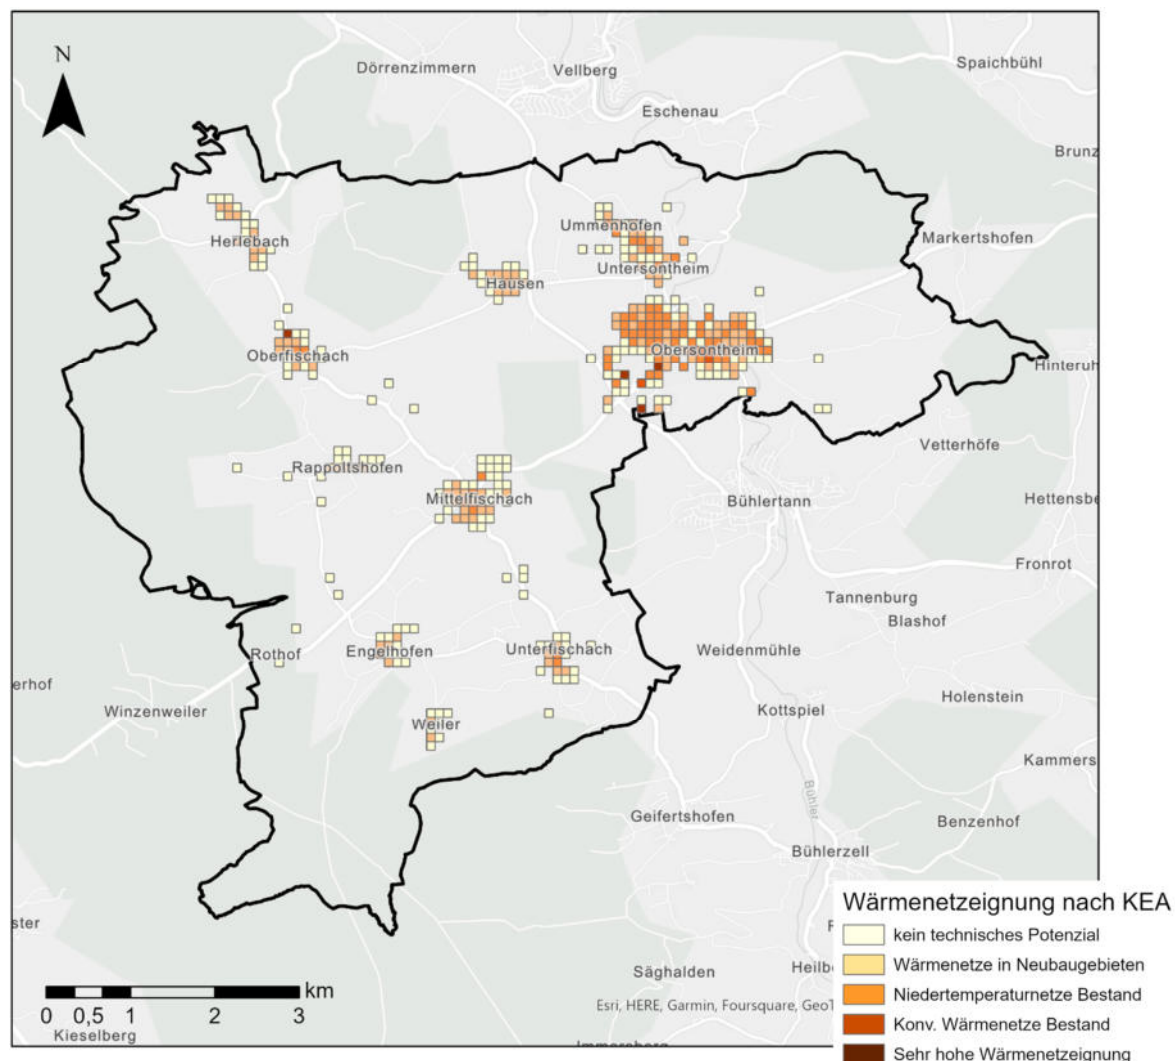 N
Dörrenzimmern
Vellberg
Spaichbühl
Eschenau
Brunz
Ummenhofen
Herlebach
Markertshofen
Untersontheim
Hausen
Oberfischach
Obersontheim
Hinteruh
Vetterhöfe
Rappoltshofen
Mittelfischach
Bühlertann
Hettensbe
Fronrot
Tannenburg
Blashof
Rothof
Engelhofen
Unterfischach
Weidenmühle
erhof
Holenstein
Winzenweiler
Kottspiel
Weiler
Kammers
Bühler
Geifertshofen
Benzenhof
Bühlerzell
Wärmenetzeignung nach KEA
ster
kein technisches Potenzial
Wärmenetze in Neubaugebieten
Säghalden
Heilbe
km
Niedertemperaturnetze Bestand
Esri, HERE, Garmin, Foursquare, GeoT
0 0,5 1 2 3
Konv. Wärmenetze Bestand
Kieselberg
Sehr hohe Wärmenetzeignung